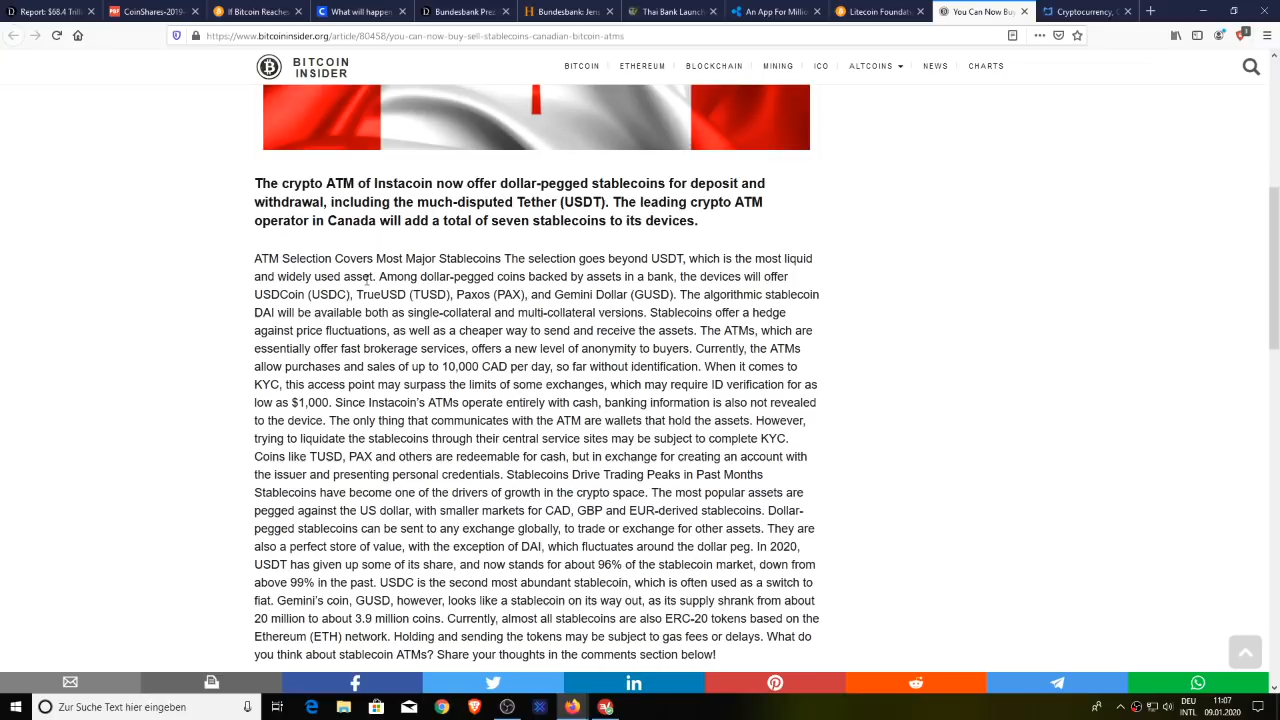 Report: $68.4 Trillion
CoinShares-2019-
If Bitcoin Reaches
What will happen
Bundesbank Prez
Bundesbank: Jens
Thai Bank Launch
An App For Million
Litecoin Foundat
You Can Now Buy
Cryptocurrency, C
https://www.bitcoininsider.org/article/80458/you-can-now-buy-sell-stablecoins-canadian-bitcoin-atms
BITCOIN
INSIDER
BITCOIN ETHEREUM BLOCKCHAIN MINING ICO ALTCOINS NEWS CHARTS
The crypto ATM of Instacoin now offer dollar-pegged stablecoins for deposit and
withdrawal, including the much-disputed Tether (USDT). The leading crypto ATM
operator in Canada will add a total of seven stablecoins to its devices.
ATM Selection Covers Most Major Stablecoins The selection goes beyond USDT, which is the most liquid
and widely used asset. Among dollar-pegged coins backed by assets in a bank, the devices will offer
USDCoin (USDC), TrueUSD (TUSD), Paxos (PAX), and Gemini Dollar (GUSD). The algorithmic stablecoin
DAI will be available both as single-collateral and multi-collateral versions. Stablecoins offer a hedge
against price fluctuations, as well as a cheaper way to send and receive the assets. The ATMs, which are
essentially offer fast brokerage services, offers a new level of anonymity to buyers. Currently, the ATMs
allow purchases and sales of up to 10,000 CAD per day, so far without identification. When it comes to
KYC, this access point may surpass the limits of some exchanges, which may require ID verification for as
low as $1,000. Since Instacoin's ATMs operate entirely with cash, banking information is also not revealed
to the device. The only thing that communicates with the ATM are wallets that hold the assets. However,
trying to liquidate the stablecoins through their central service sites may be subject to complete KYC.
Coins like TUSD, PAX and others are redeemable for cash, but in exchange for creating an account with
the issuer and presenting personal credentials. Stablecoins Drive Trading Peaks in Past Months
Stablecoins have become one of the drivers of growth in the crypto space. The most popular assets are
pegged against the US dollar, with smaller markets for CAD, GBP and EUR-derived stablecoins. Dollar-
pegged stablecoins can be sent to any exchange globally, to trade or exchange for other assets. They are
also a perfect store of value, with the exception of DAI, which fluctuates around the dollar peg. In 2020,
USDT has given up some of its share, and now stands for about 96% of the stablecoin market, down from
above 99% in the past. USDC is the second most abundant stablecoin, which is often used as a switch to
fiat. Gemini's coin, GUSD, however, looks like a stablecoin on its way out, as its supply shrank from about
20 million to about 3.9 million coins. Currently, almost all stablecoins are also ERC-20 tokens based on the
Ethereum (ETH) network. Holding and sending the tokens may be subject to gas fees or delays. What do
you think about stablecoin ATMs? Share your thoughts in the comments section below!
Zur Suche Text hier eingeben
DEU 11:07
INTL 09.01.2020